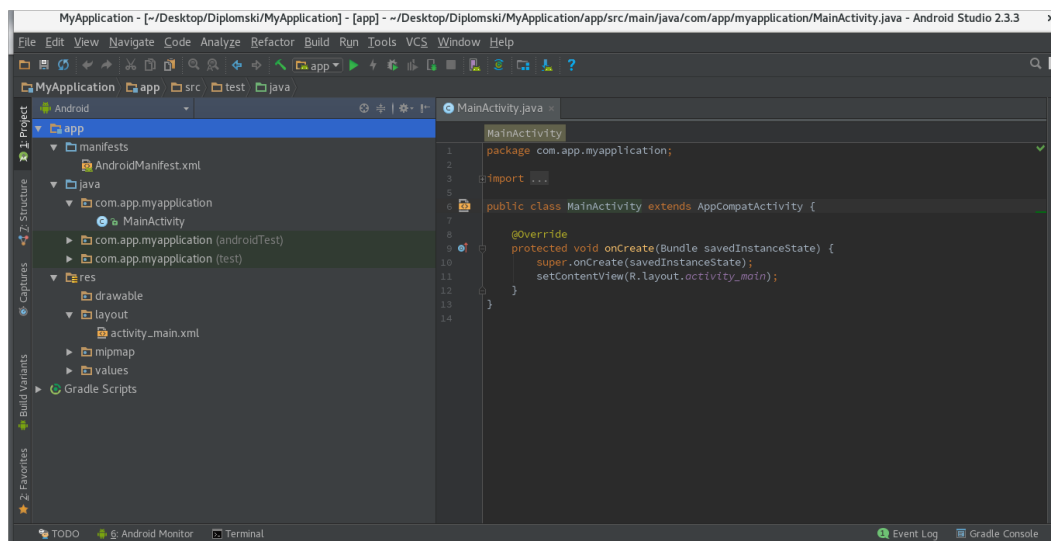 MyApplication - [~/Desktop/Diplomski/MyApplication] - [app] - ~/Desktop/Diplomski/MyApplication/app/src/main/java/com/app/myapplication/MainActivity.java - Android Studio 2.3.3
File Edit View Navigate Code Analyze Refactor Build Run Tools VCS Window Help
app
MyApplication app src test java
Android
MainActivity.java
1: Project
Z: Structure
Captures
Build Variants
2: Favorites
app
manifests
AndroidManifest.xml
java
com.app.myapplication
MainActivity
com.app.myapplication (androidTest)
com.app.myapplication (test)
res
drawable
layout
activity_main.xml
mipmap
values
Gradle Scripts
MainActivity
1 package com.app.myapplication;
2
3 import ...
5
6 public class MainActivity extends AppCompatActivity {
7
8 @Override
9 protected void onCreate(Bundle savedInstanceState) {
10 super.onCreate(savedInstanceState);
11 setContentView(R.layout.activity_main);
12 }
13 }
14
TODO 6: Android Monitor Terminal
1 Event Log Gradle Console